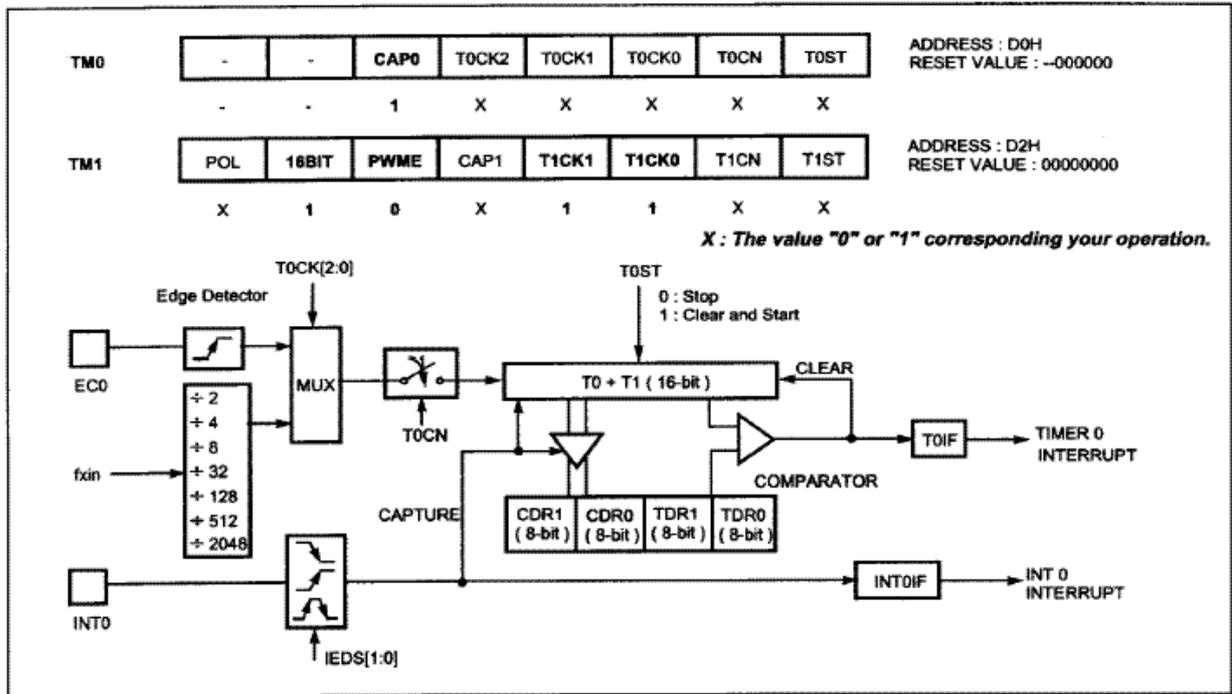 TM0 - - CAP0 T0CK2 T0CK1 T0CK0 T0CN T0ST ADDRESS : D0H
RESET VALUE : --000000
- - 1 X X X X X
TM1 POL 16BIT PWME CAP1 T1CK1 T1CK0 T1CN T1ST ADDRESS : D2H
RESET VALUE : 00000000
X 1 0 X 1 1 X X
X : The value "0" or "1" corresponding your operation.
T0CK[2:0]
T0ST
Edge Detector
0 : Stop
1 : Clear and Start
EC0
MUX
T0 + T1 ( 16-bit )
CLEAR
÷ 2
÷ 4
÷ 8
÷ 32
÷ 128
÷ 512
÷ 2048
fxin
T0CN
T0IF
TIMER 0
INTERRUPT
COMPARATOR
CAPTURE
CDR1
( 8-bit )
CDR0
( 8-bit )
TDR1
( 8-bit )
TDR0
( 8-bit )
INT0
INT0IF
INT 0
INTERRUPT
IEDS[1:0]